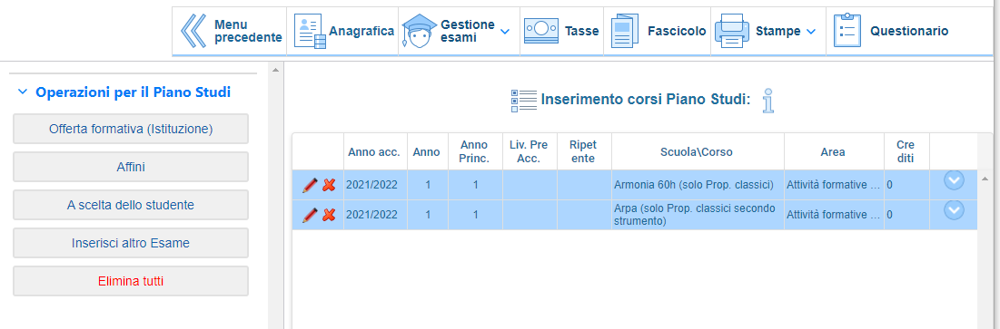 Menu
precedente
Anagrafica
Gestione
esami
Tasse
Fascicolo
Stampe
Questionario
Operazioni per il Piano Studi
Offerta formativa (Istituzione)
Affini
A scelta dello studente
Inserisci altro Esame
Elimina tutti
Inserimento corsi Piano Studi:
Anno acc.
Anno
Anno
Princ.
Liv. Pre
Acc.
Ripet
ente
Scuola\Corso
Area
Cre
diti
2021/2022
1
1
Armonia 60h (solo Prop. classici)
Attività formative ...
0
2021/2022
1
1
Arpa (solo Prop. classici secondo
strumento)
Attività formative ...
0